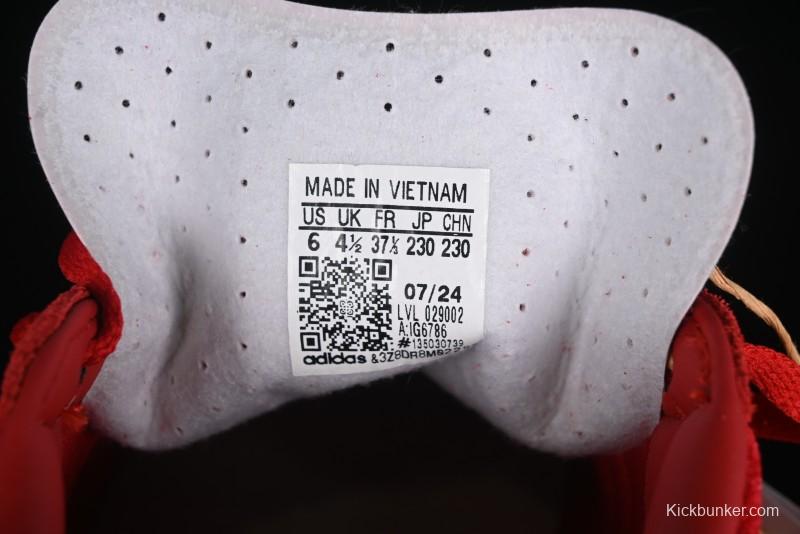 MADE IN VIETNAM
US UK FR JP CHN
6 4½ 37⅓ 230 230
07/24
LVL 029002
A:IG6786
#135030739
adidas
Kickbunker.com